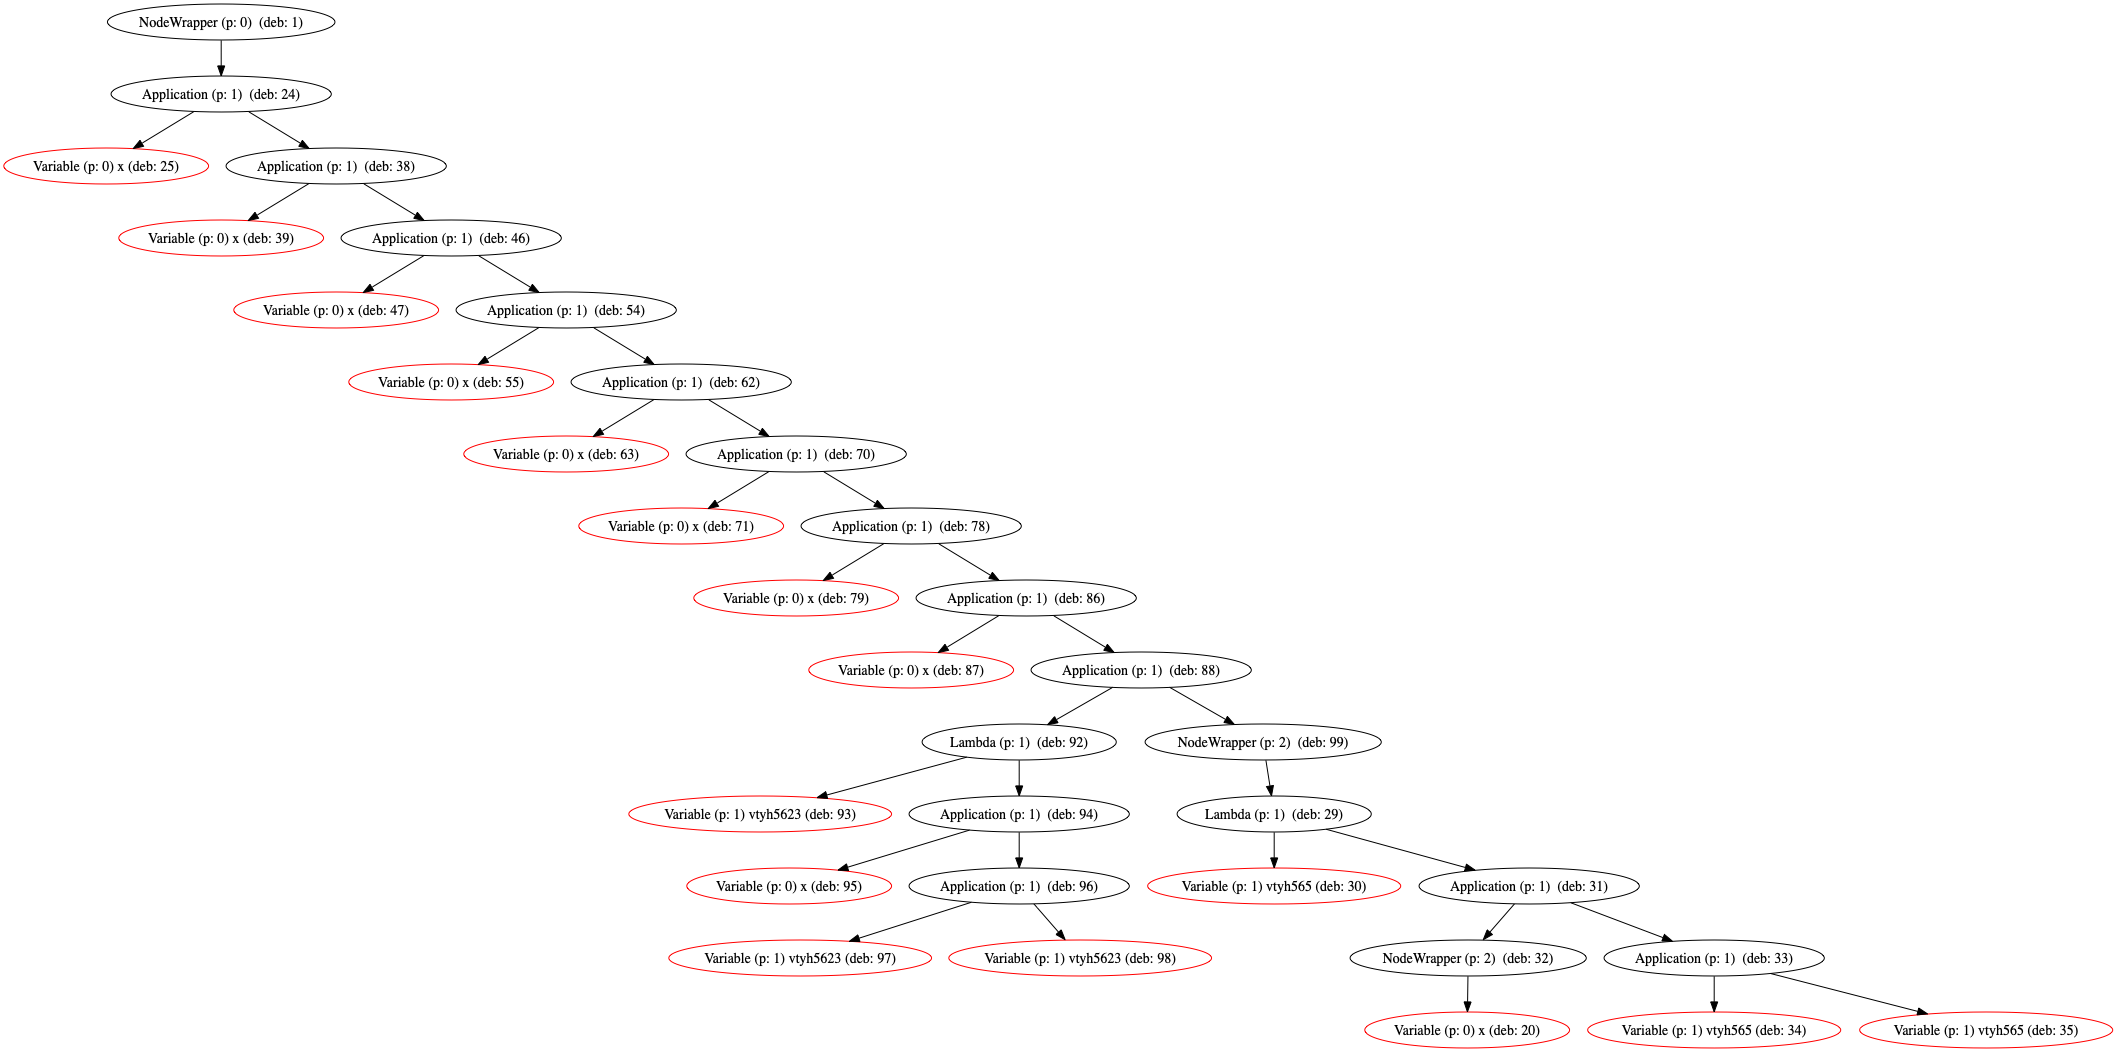 NodeWrapper (p: 0)  (deb: 1)
Application (p: 1)  (deb: 24)
Variable (p: 0) x (deb: 25)
Application (p: 1)  (deb: 38)
Variable (p: 0) x (deb: 39)
Application (p: 1)  (deb: 46)
Variable (p: 0) x (deb: 47)
Application (p: 1)  (deb: 54)
Variable (p: 0) x (deb: 55)
Application (p: 1)  (deb: 62)
Variable (p: 0) x (deb: 63)
Application (p: 1)  (deb: 70)
Variable (p: 0) x (deb: 71)
Application (p: 1)  (deb: 78)
Variable (p: 0) x (deb: 79)
Application (p: 1)  (deb: 86)
Variable (p: 0) x (deb: 87)
Application (p: 1)  (deb: 88)
Lambda (p: 1)  (deb: 92)
NodeWrapper (p: 2)  (deb: 99)
Variable (p: 1) vtyh5623 (deb: 93)
Application (p: 1)  (deb: 94)
Lambda (p: 1)  (deb: 29)
Variable (p: 0) x (deb: 95)
Application (p: 1)  (deb: 96)
Variable (p: 1) vtyh565 (deb: 30)
Application (p: 1)  (deb: 31)
Variable (p: 1) vtyh5623 (deb: 97)
Variable (p: 1) vtyh5623 (deb: 98)
NodeWrapper (p: 2)  (deb: 32)
Application (p: 1)  (deb: 33)
Variable (p: 0) x (deb: 20)
Variable (p: 1) vtyh565 (deb: 34)
Variable (p: 1) vtyh565 (deb: 35)